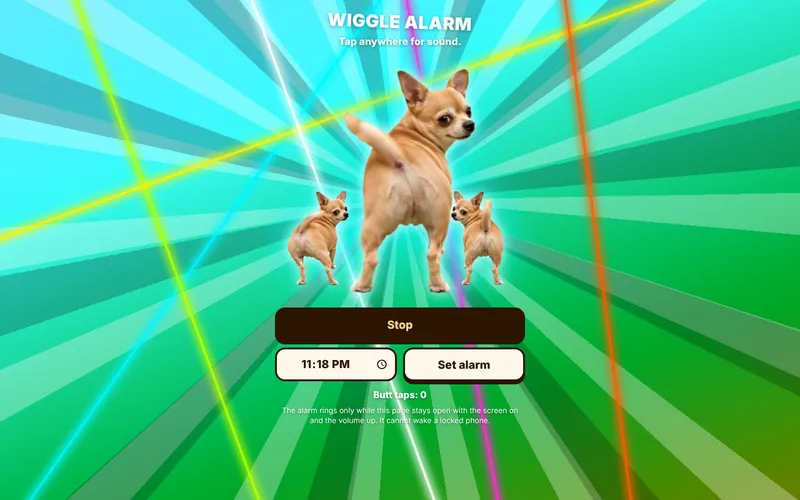 WIGGLE ALARM
Tap anywhere for sound.
Stop
11:18 PM
Set alarm
Butt taps: 0
The alarm rings only while this page stays open with the screen on
and the volume up. It cannot wake a locked phone.